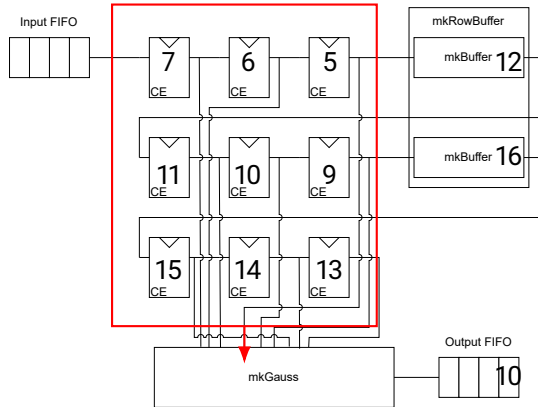 Input FIFO
mkRowBuffer
7 6 5 mkBuffer 12
CE CE CE
11 10 9 mkBuffer 16
CE CE CE
15 14 13
CE CE CE
Output FIFO
mkGauss 10